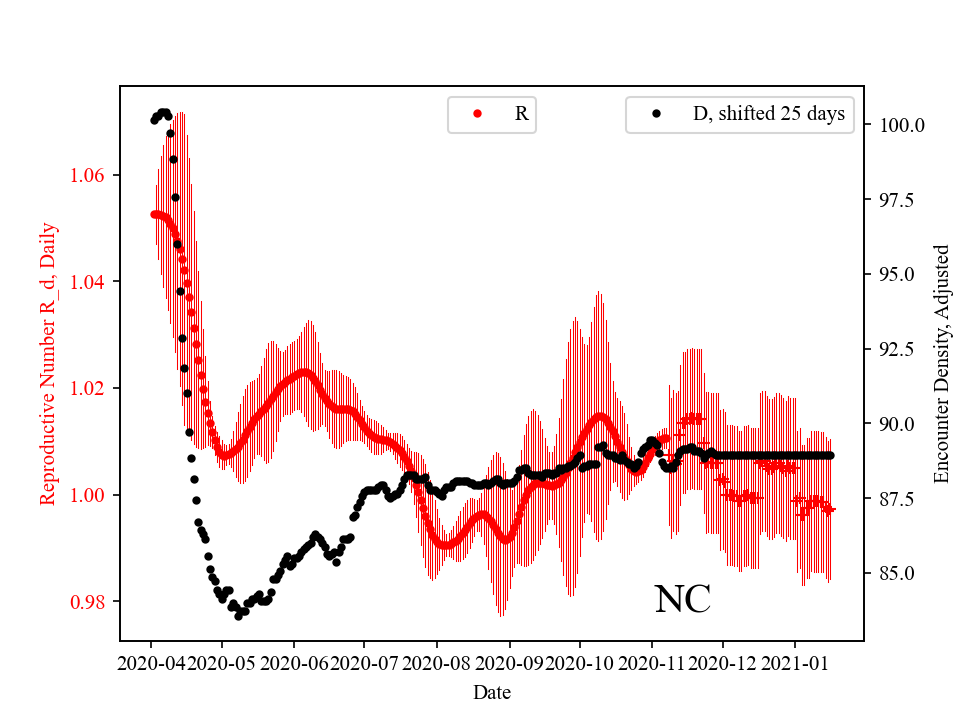 R
D, shifted 25 days
Reproductive Number R_d, Daily
1.06
1.04
1.02
1.00
0.98
100.0
97.5
95.0
92.5
90.0
87.5
85.0
Encounter Density, Adjusted
NC
2020-04 2020-05 2020-06 2020-07 2020-08 2020-09 2020-10 2020-11 2020-12 2021-01
Date